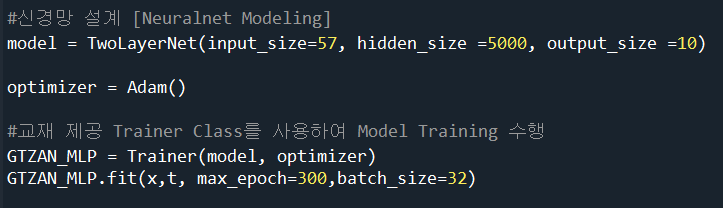 #신경망 설계 [Neuralnet Modeling]
model = TwoLayerNet(input_size=57, hidden_size =5000, output_size =10)
optimizer = Adam()
#교재 제공 Trainer Class를 사용하여 Model Training 수행
GTZAN_MLP = Trainer(model, optimizer)
GTZAN_MLP.fit(x,t, max_epoch=300,batch_size=32)